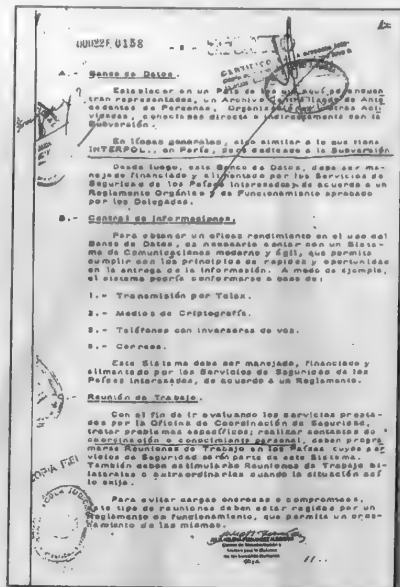 00022F 0158
A.- Banco de Datos.
Establecer en un País de los que aquí se encuen
tran representados, un Archivo Centralizado de Ante
cedentes de Personas, Organizaciones y otras Acti
vidades, conectadas directa o indirectamente con la
Subversión.
En líneas generales, algo similar a lo que tiene
INTERPOL., en París, pero dedicado a la Subversión
Desde luego, este Banco de Datos, debe ser ma-
nejado financiado y alimentado por los Servicios de
Seguridad de los Países interesados, de acuerdo a un
Reglamento Orgánico y de Funcionamiento aprobado
por los Delegados.
B.- Central de Informaciones.
Para obtener un eficaz rendimiento en el uso del
Banco de Datos, es necesario contar con un Siste-
ma de Comunicaciones moderno y ágil, que permita
cumplir con los principios de rapidez y oportunidad
en la entrega de la información. A modo de ejemplo,
el sistema podría conformarse a base de:
1.- Transmisión por Telex.
2.- Medios de Criptografía.
3.- Teléfonos con inversores de voz.
5.- Correos.
Este Sistema debe ser manejado, financiado y
alimentado por los Servicios de Seguridad de los
Países interesados, de acuerdo a un Reglamento.
Reunión de Trabajo.
Con el fin de ir evaluando los servicios presta-
dos por la Oficina de Coordinación de Seguridad,
tratar problemas específicos; realizar contactos de
coordinación o conocimiento personal, deben progra
marse Reuniones de Trabajo en los Países cuyos ser
vicios de Seguridad serán parte de este Sistema.
También deben estimularse Reuniones de Trabajo bi-
laterales o extraordinarias cuando la situación así
lo exija.
Para evitar cargas onerosas o compromisos,
este tipo de reuniones deben estar regidas por un
Reglamento de funcionamiento, que permita un orde-
namiento de las mismas.
COPIA FIEL